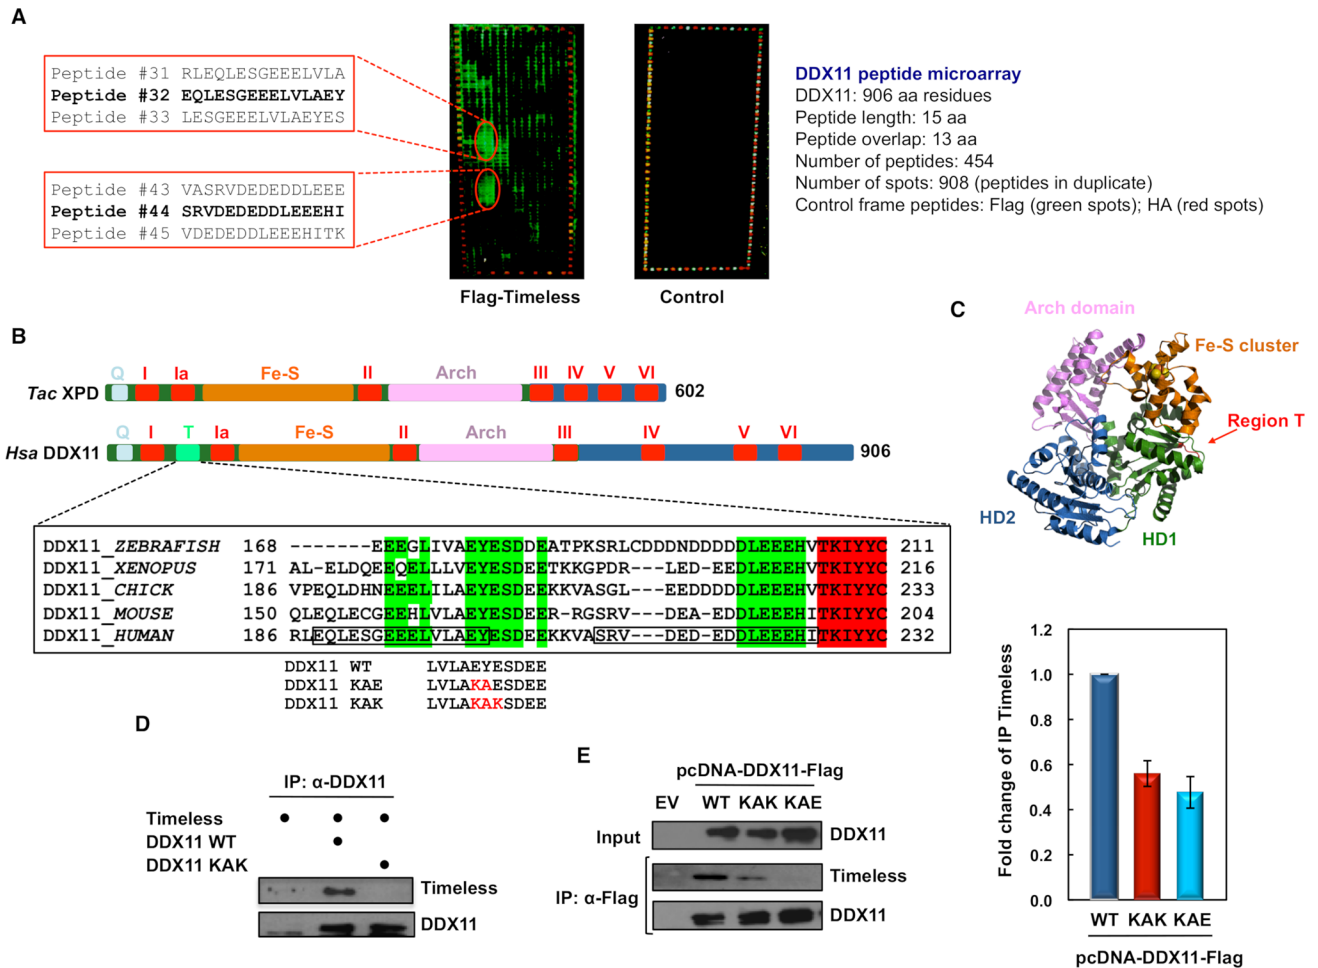 A
Peptide #31 RLEQLESGEEELVLA
Peptide #32 EQLESGEEELVLAEY
Peptide #33 LESGEEELVLAEYES
Peptide #43 VASRVDEDEDDLEEE
Peptide #44 SRVDEDEDDLEEEHI
Peptide #45 VDEDEDDLEEEHITK
Flag-Timeless
Control
DDX11 peptide microarray
DDX11: 906 aa residues
Peptide length: 15 aa
Peptide overlap: 13 aa
Number of peptides: 454
Number of spots: 908 (peptides in duplicate)
Control frame peptides: Flag (green spots); HA (red spots)
B
Q I Ia Fe-S II Arch III IV V VI
Tac XPD 602
Q I T Ia Fe-S II Arch III IV V VI
Hsa DDX11 906
DDX11_ZEBRAFISH 168 -------EEEGLIVAEYESDDEATPKSRLCDDDNDDDDDLEEEHVTKIYYC 211
DDX11_XENOPUS 171 AL-ELDQEEQELLLVEYESDEETKKGPDR---LED-EEDDLEEEHVTKIYYC 216
DDX11_CHICK 186 VPEQLDHNEEELILAEYESDEEKKVASGL---EEDEDDLEEEHVTKIYYC 233
DDX11_MOUSE 150 QLEQLECGEEHLVLAEYESDEER-RGSRV---DEA-EDDLEEEHITKIYYC 204
DDX11_HUMAN 186 RLEQLESGEEELVLAEYESDEEKKVASRV---DED-EDDLEEEHITKIYYC 232
DDX11 WT LVLAEYESDEE
DDX11 KAE LVLAKAESDEE
DDX11 KAK LVLAKAKSDEE
C
Arch domain
Fe-S cluster
Region T
HD2
HD1
D
IP: α-DDX11
Timeless
DDX11 WT
DDX11 KAK
Timeless
DDX11
E
pcDNA-DDX11-Flag
EV WT KAK KAE
Input DDX11
IP: α-Flag
Timeless
DDX11
Fold change of IP Timeless
1.2
1.0
0.8
0.6
0.4
0.2
0.0
WT KAK KAE
pcDNA-DDX11-Flag